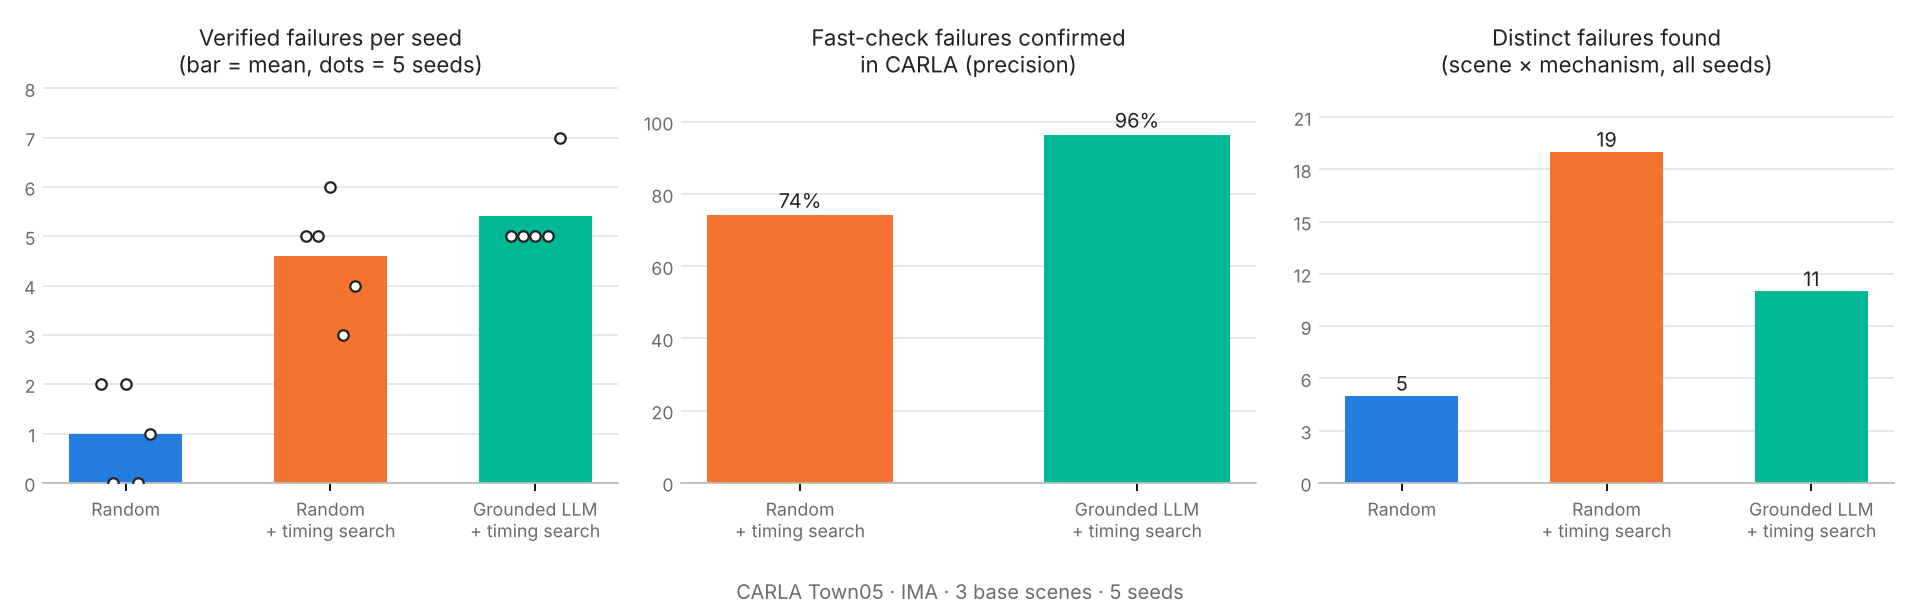 Verified failures per seed
(bar = mean, dots = 5 seeds)
8
7
6
5
4
3
2
1
0
Random
Random
+ timing search
Grounded LLM
+ timing search
Fast-check failures confirmed
in CARLA (precision)
100
80
60
40
20
0
74%
96%
Random
+ timing search
Grounded LLM
+ timing search
Distinct failures found
(scene × mechanism, all seeds)
21
18
15
12
9
6
3
0
5
19
11
Random
Random
+ timing search
Grounded LLM
+ timing search
CARLA Town05 · IMA · 3 base scenes · 5 seeds